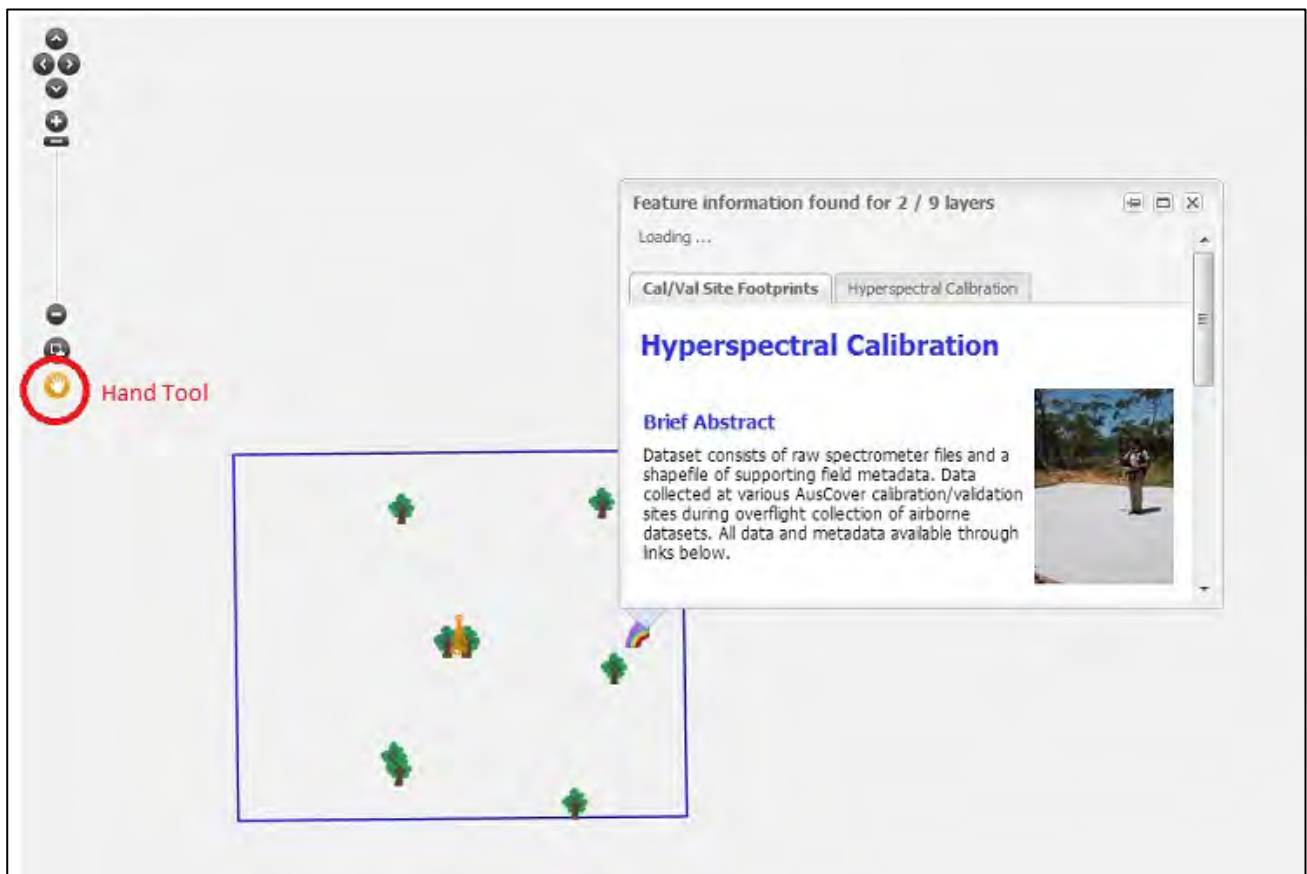 Feature information found for 2 / 9 layers
Loading ...
Cal/Val Site Footprints
Hyperspectral Calibration
Hyperspectral Calibration
Hand Tool
Brief Abstract
Dataset consists of raw spectrometer files and a
shapefile of supporting field metadata. Data
collected at various AusCover calibration/validation
sites during overflight collection of airborne
datasets. All data and metadata available through
links below.